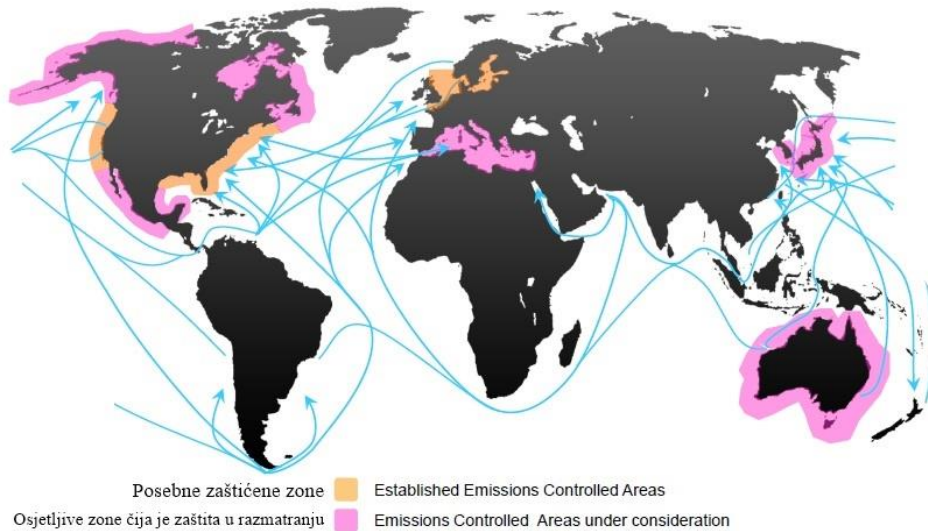 Posebne zaštićene zone Established Emissions Controlled Areas
Osjetljive zone čija je zaštita u razmatranju Emissions Controlled Areas under consideration